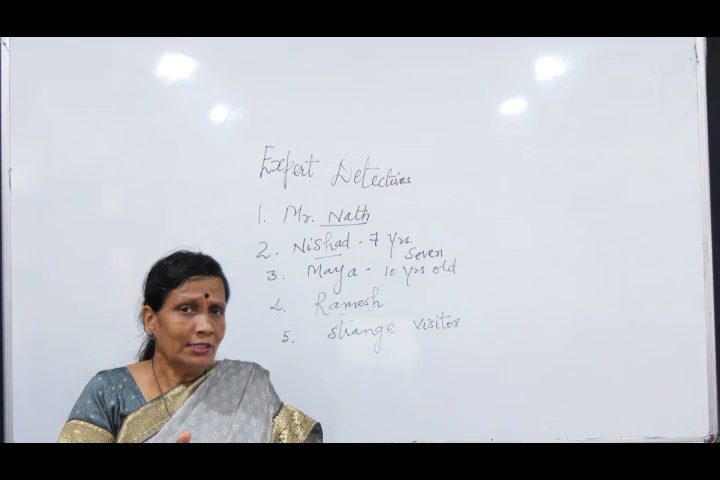 Expert Detectives
1. Mr. Nath
2. Nishad - 7 yrs.
seven
3. Maya - 10 yrs old
4. Ramesh
5. strange visitor